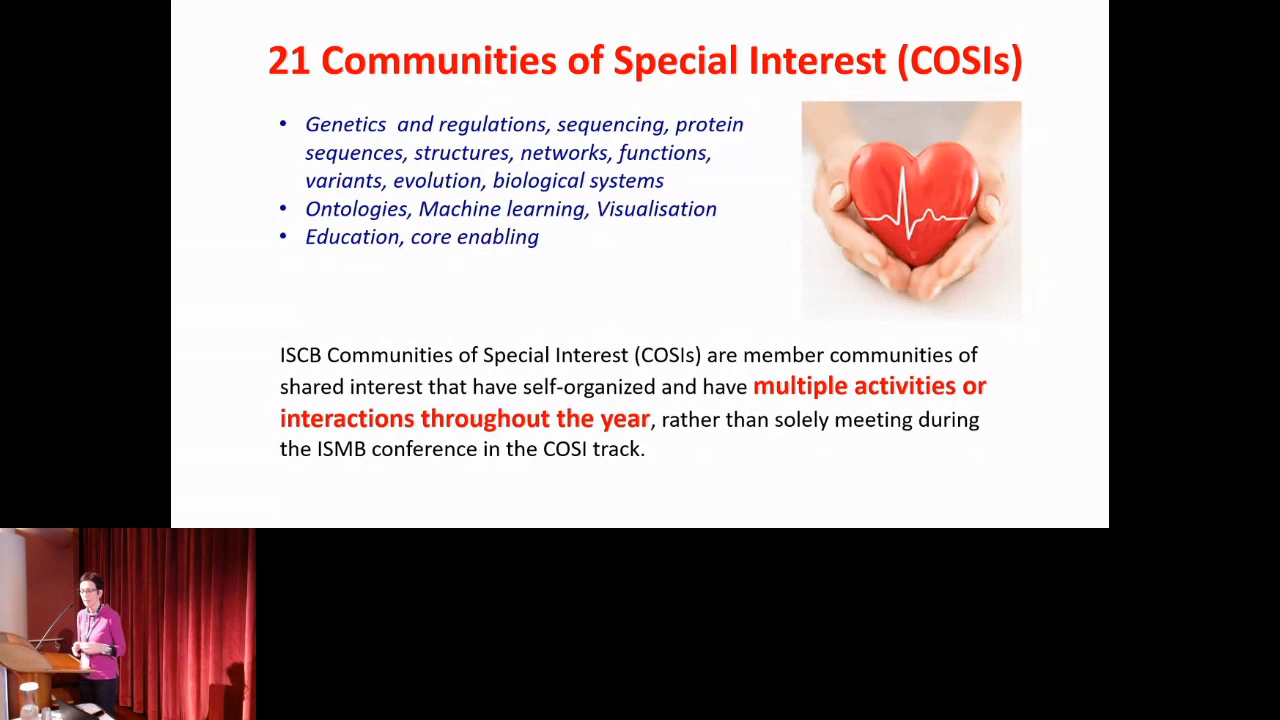 21 Communities of Special Interest (COSIs)
• Genetics and regulations, sequencing, protein
sequences, structures, networks, functions,
variants, evolution, biological systems
• Ontologies, Machine learning, Visualisation
• Education, core enabling
ISCB Communities of Special Interest (COSIs) are member communities of
shared interest that have self-organized and have multiple activities or
interactions throughout the year, rather than solely meeting during
the ISMB conference in the COSI track.